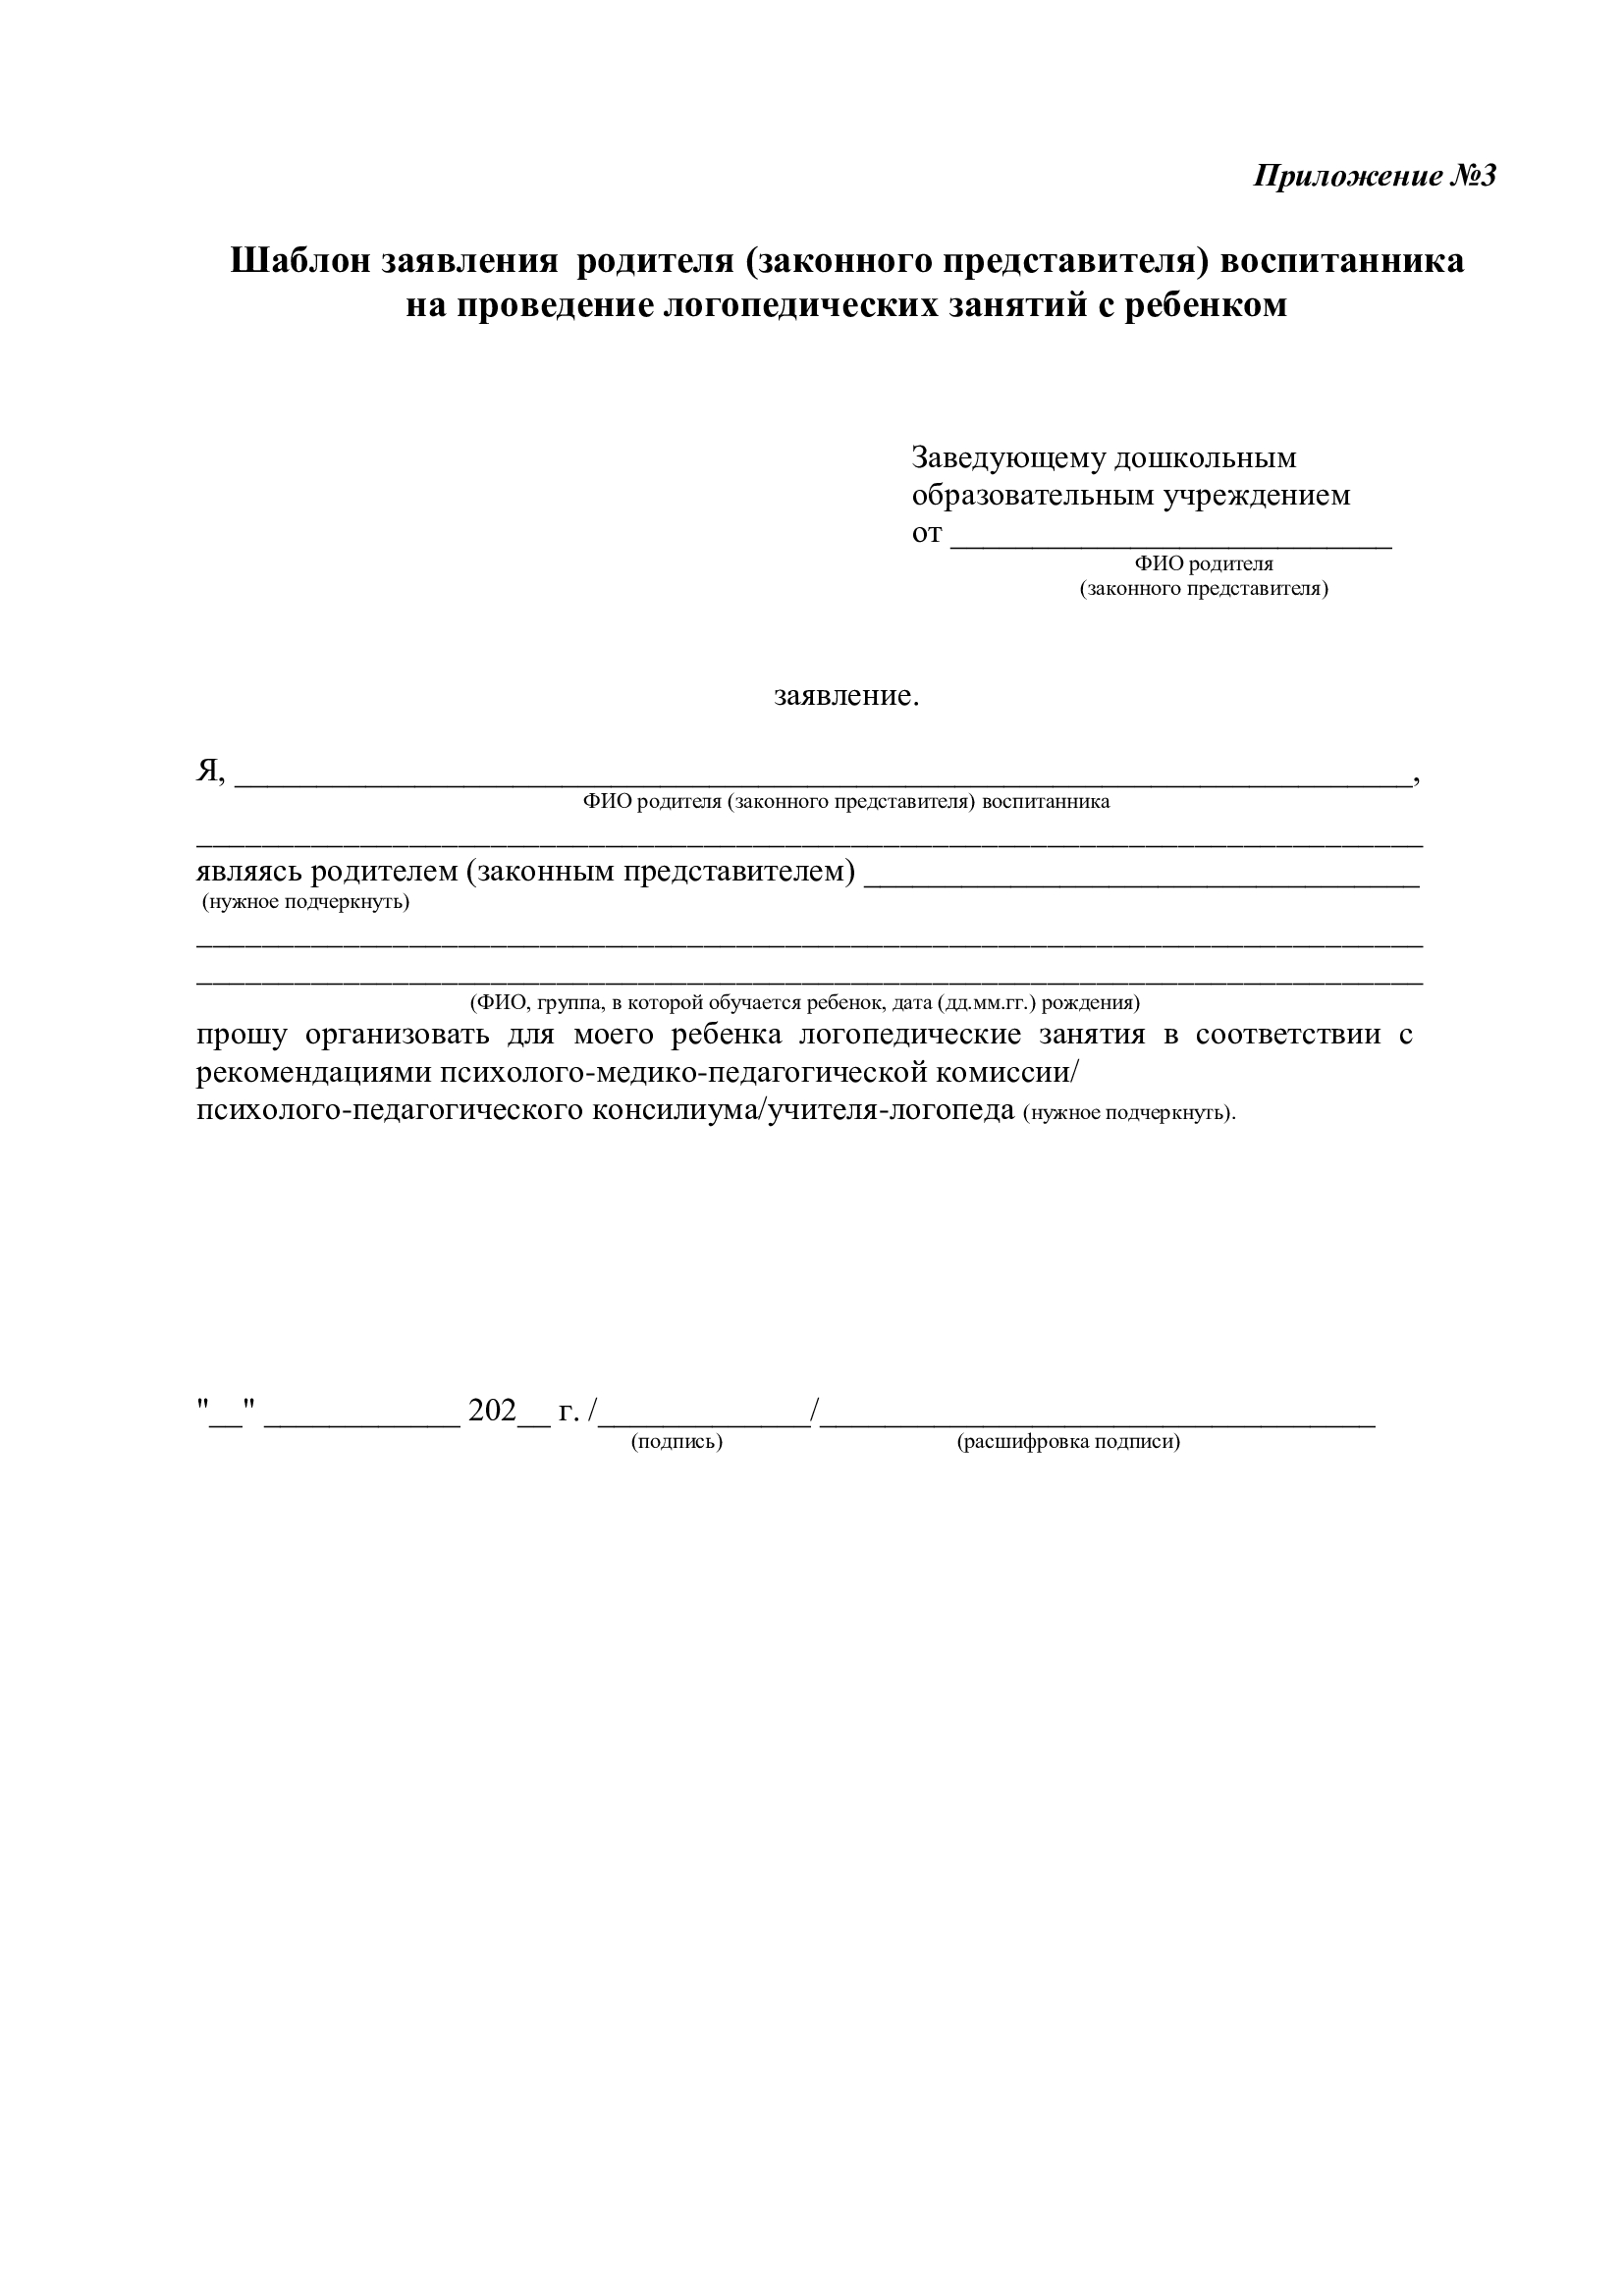 Приложение №3
Шаблон заявления  родителя (законного представителя) воспитанника
на проведение логопедических занятий с ребенком
Заведующему дошкольным
образовательным учреждением
от ___________________________
ФИО родителя
(законного представителя)
заявление.
Я, ________________________________________________________________________,
ФИО родителя (законного представителя) воспитанника
___________________________________________________________________________
являясь родителем (законным представителем) __________________________________
(нужное подчеркнуть)
___________________________________________________________________________
___________________________________________________________________________
(ФИО, группа, в которой обучается ребенок, дата (дд.мм.гг.) рождения)
прошу организовать для моего ребенка логопедические занятия в соответствии с
рекомендациями психолого-медико-педагогической комиссии/
психолого-педагогического консилиума/учителя-логопеда (нужное подчеркнуть).
"__" ____________ 202__ г. /_____________/__________________________________
(подпись) (расшифровка подписи)